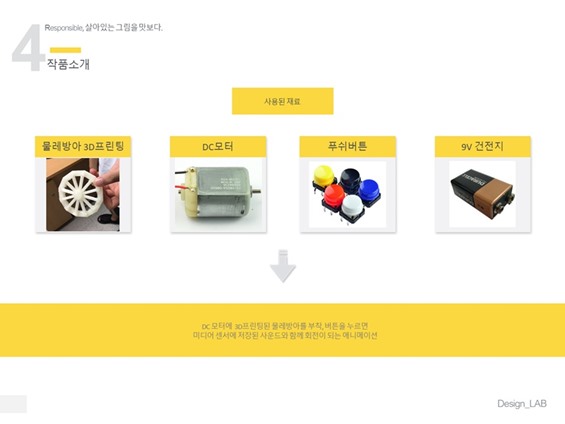 4
Responsible, 살아있는 그림을 맛보다.
작품소개
사용된 재료
물레방아 3D프린팅
DC모터
푸쉬버튼
9V 건전지
DURACELL
DC 모터에 3D프린팅된 물레방아를 부착, 버튼을 누르면
미디어 센서에 저장된 사운드와 함께 회전이 되는 애니메이션
Design_LAB